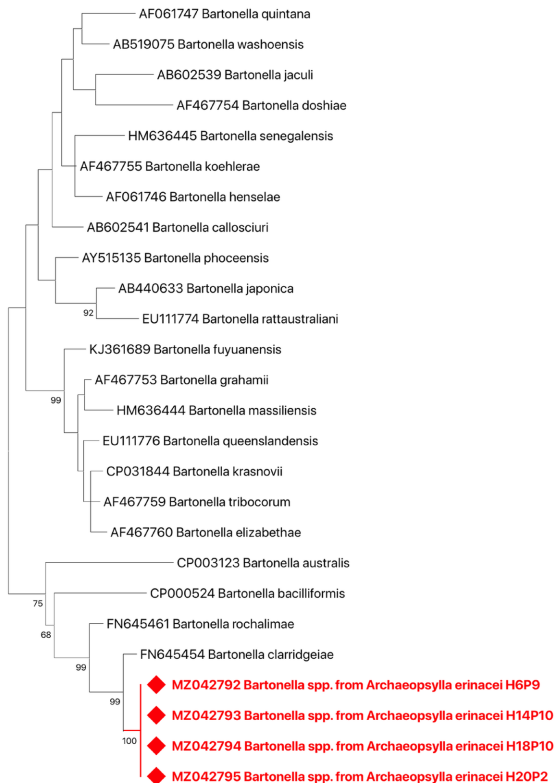 AF061747 Bartonella quintana
AB519075 Bartonella washoensis
AB602539 Bartonella jaculi
AF467754 Bartonella doshiae
HM636445 Bartonella senegalensis
AF467755 Bartonella koehlerae
AF061746 Bartonella henselae
AB602541 Bartonella callosciuri
AY515135 Bartonella phoceensis
AB440633 Bartonella japonica
92
EU111774 Bartonella rattaustraliani
KJ361689 Bartonella fuyuanensis
AF467753 Bartonella grahamii
99
HM636444 Bartonella massiliensis
EU111776 Bartonella queenslandensis
CP031844 Bartonella krasnovii
AF467759 Bartonella tribocorum
AF467760 Bartonella elizabethae
CP003123 Bartonella australis
CP000524 Bartonella bacilliformis
75
FN645461 Bartonella rochalimae
68
FN645454 Bartonella clarridgeiae
99
MZ042792 Bartonella spp. from Archaeopsylla erinacei H6P9
99
MZ042793 Bartonella spp. from Archaeopsylla erinacei H14P10
100
MZ042794 Bartonella spp. from Archaeopsylla erinacei H18P10
MZ042795 Bartonella spp. from Archaeopsylla erinacei H20P2